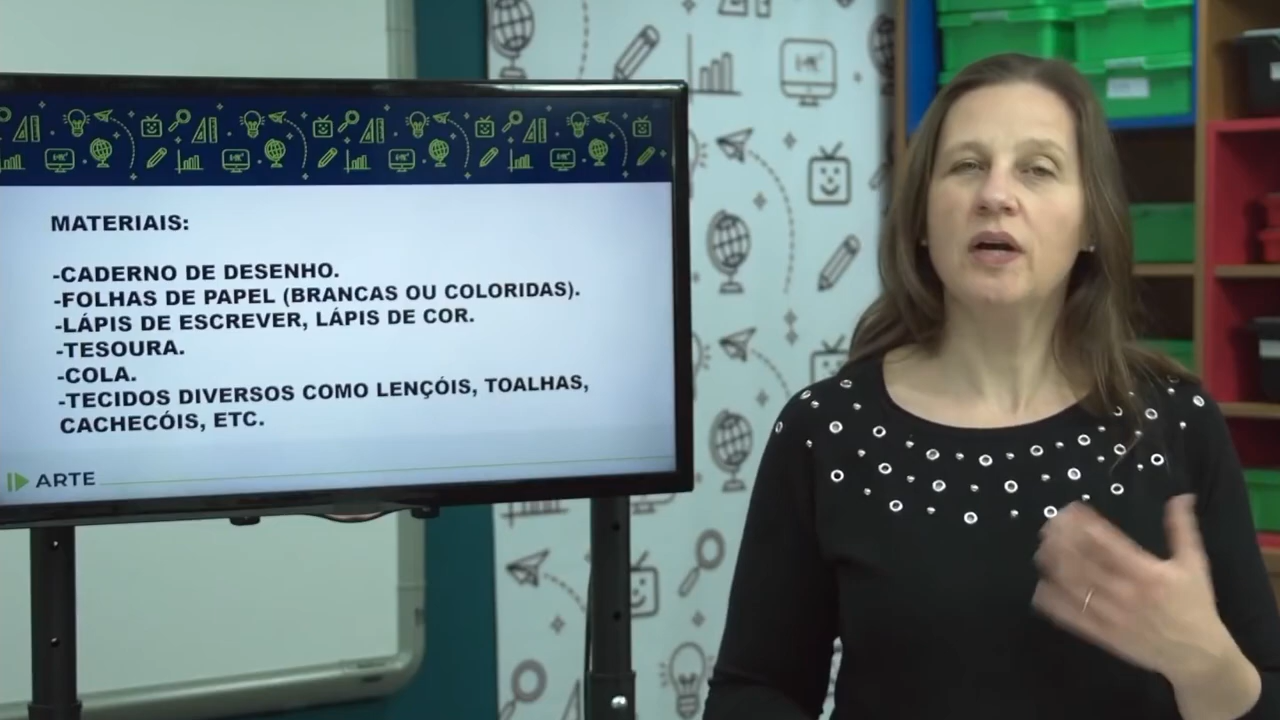 MATERIAIS:
-CADERNO DE DESENHO.
-FOLHAS DE PAPEL (BRANCAS OU COLORIDAS).
-LÁPIS DE ESCREVER, LÁPIS DE COR.
-TESOURA.
-COLA.
-TECIDOS DIVERSOS COMO LENÇÓIS, TOALHAS,
CACHECÓIS, ETC.
ARTE